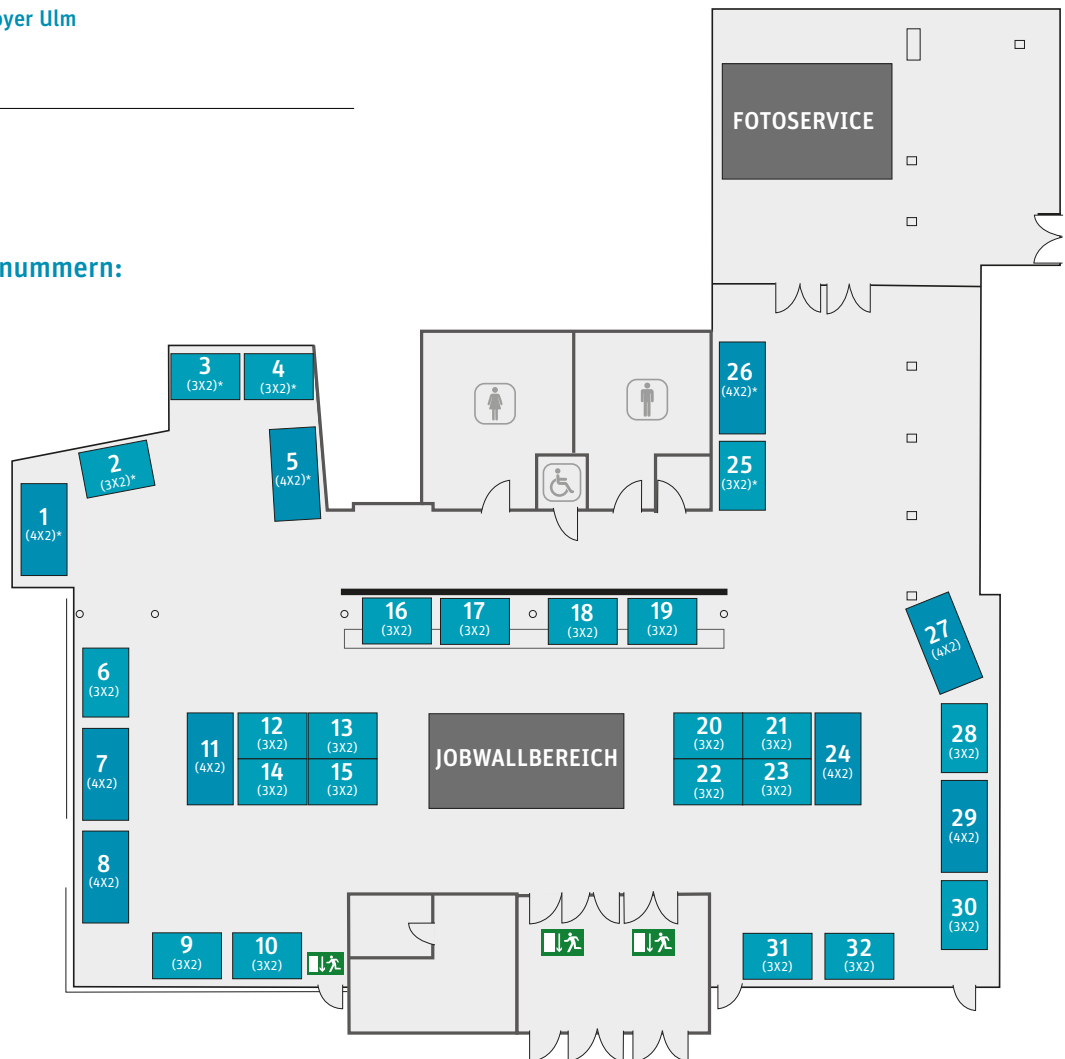 oyer Ulm
FOTOSERVICE
nummern:
3
(3X2)*
4
(3X2)*
26
(4X2)*
2
(3X2)*
5
(4X2)*
25
(3X2)*
1
(4X2)*
16
(3X2)
17
(3X2)
18
(3X2)
19
(3X2)
27
(4X2)
6
(3X2)
7
(4X2)
8
(4X2)
11
(4X2)
12
(3X2)
13
(3X2)
14
(3X2)
15
(3X2)
JOBWALLBEREICH
20
(3X2)
21
(3X2)
22
(3X2)
23
(3X2)
24
(4X2)
28
(3X2)
29
(4X2)
30
(3X2)
9
(3X2)
10
(3X2)
31
(3X2)
32
(3X2)